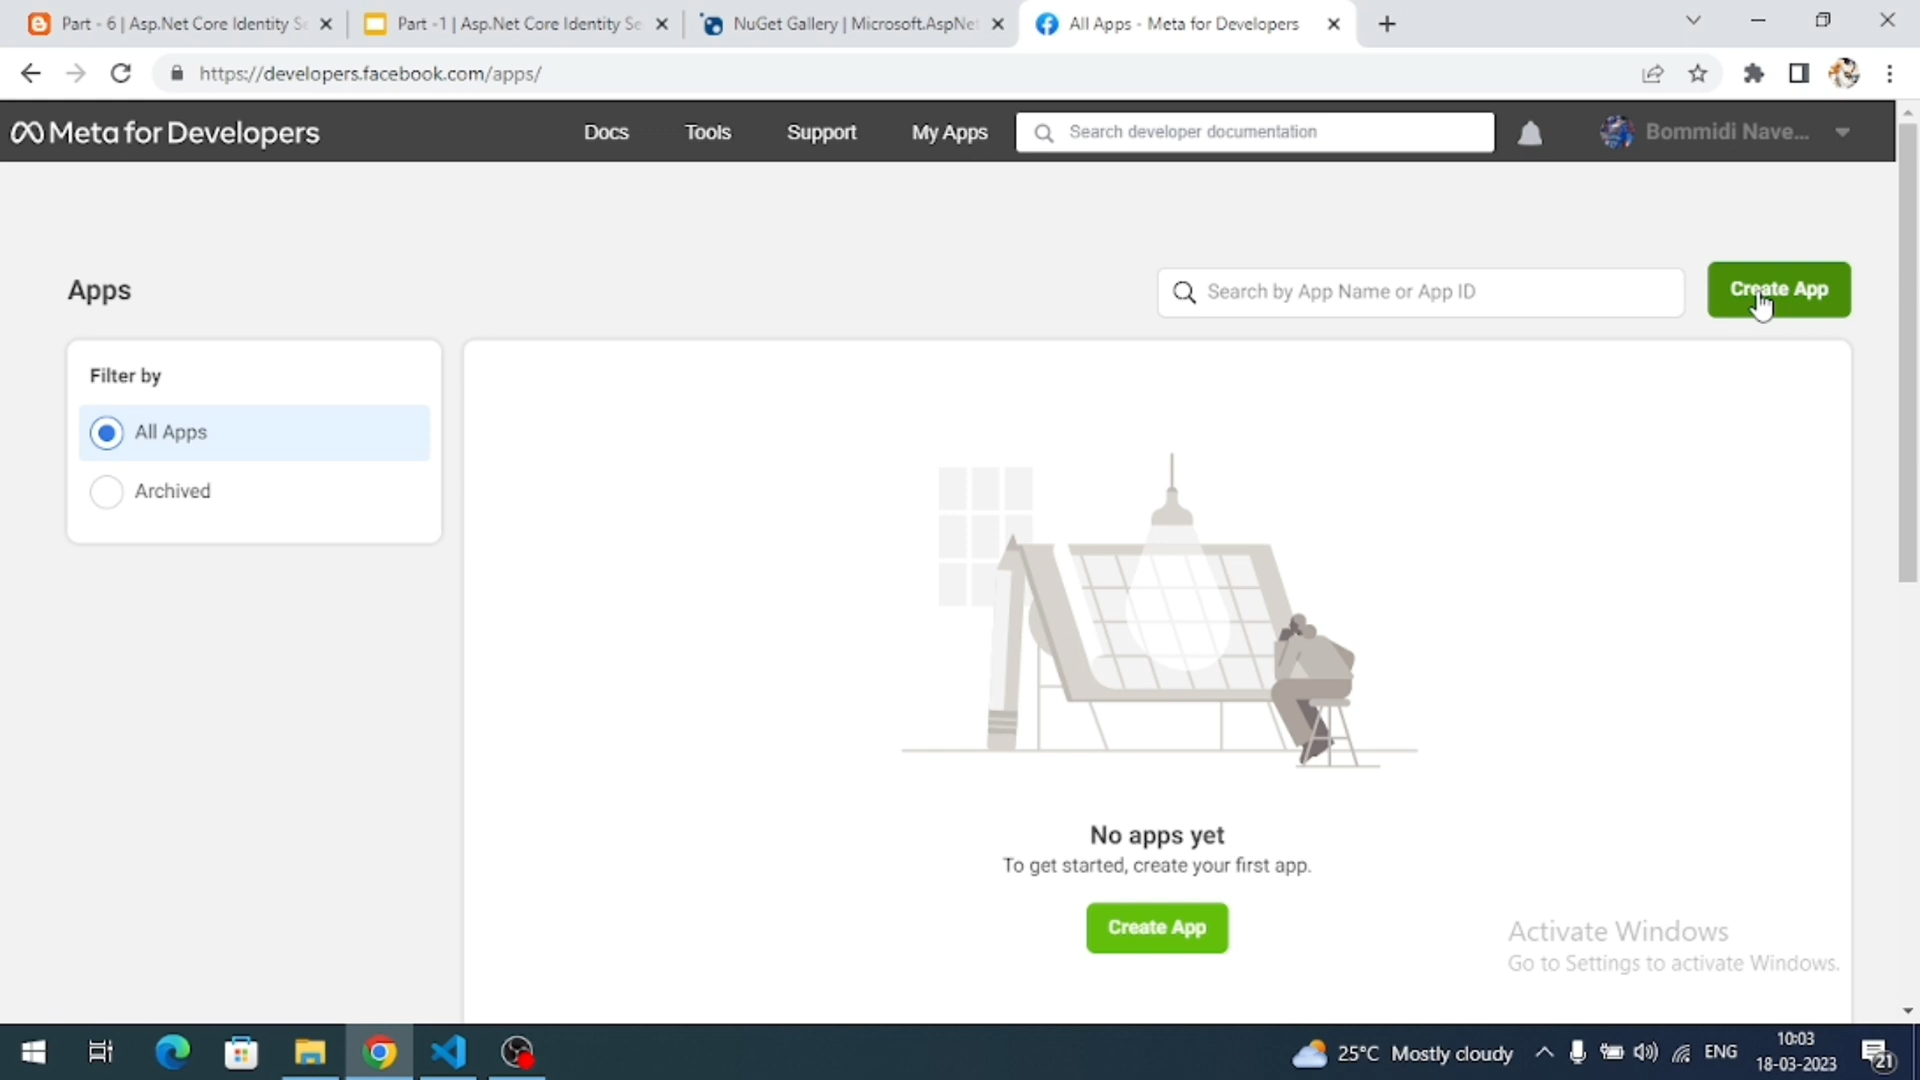 Part - 6 | Asp.Net Core Identity Se
Part -1 | Asp.Net Core Identity Se
NuGet Gallery | Microsoft.AspNet
All Apps - Meta for Developers
https://developers.facebook.com/apps/
Meta for Developers
Docs
Tools
Support
My Apps
Search developer documentation
Bommidi Nave...
Apps
Search by App Name or App ID
Create App
Filter by
All Apps
Archived
No apps yet
To get started, create your first app.
Create App
Activate Windows
Go to Settings to activate Windows.
25°C Mostly cloudy
ENG
10:03
18-03-2023
21